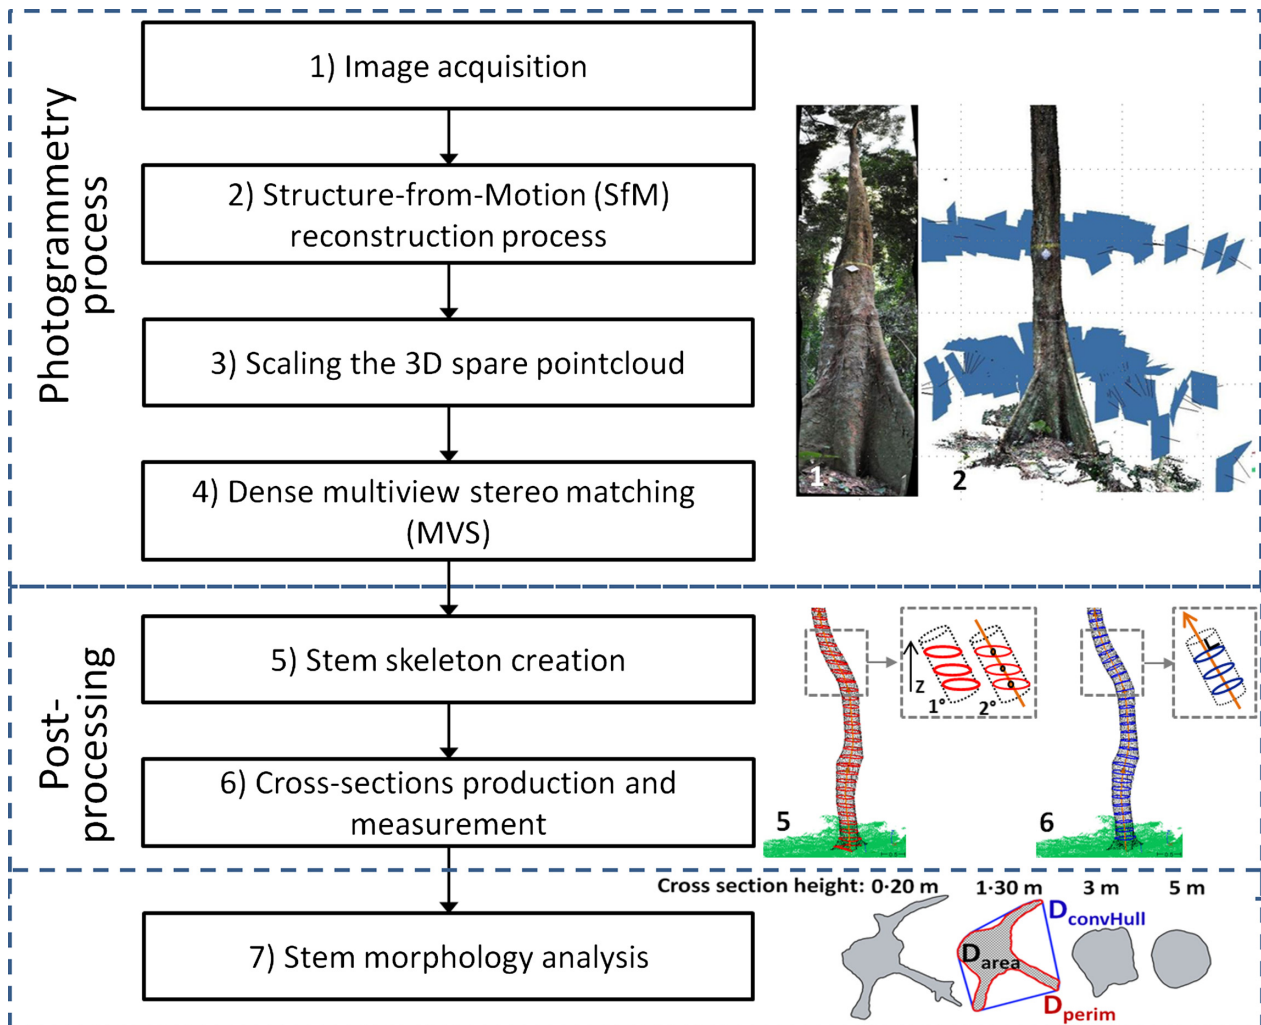 Photogrammetry
process
1) Image acquisition
2) Structure-from-Motion (SfM)
reconstruction process
3) Scaling the 3D spare pointcloud
4) Dense multiview stereo matching
(MVS)
1
2
Post-
processing
5) Stem skeleton creation
6) Cross-sections production and
measurement
Z
1°
2°
5
6
7) Stem morphology analysis
Cross section height: 0·20 m 1·30 m 3 m 5 m
DconvHull
Darea
Dperim